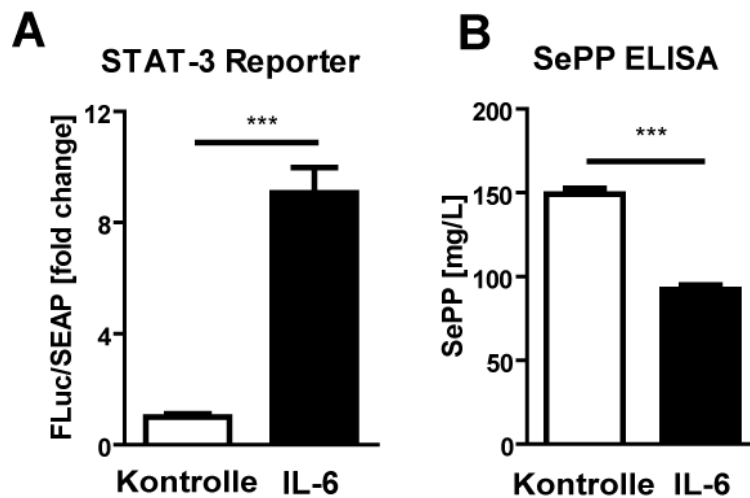 A
STAT-3 Reporter
FLuc/SEAP [fold change]
12
8
4
0
***
Kontrolle IL-6
B
SePP ELISA
SePP [mg/L]
200
150
100
50
0
***
Kontrolle IL-6